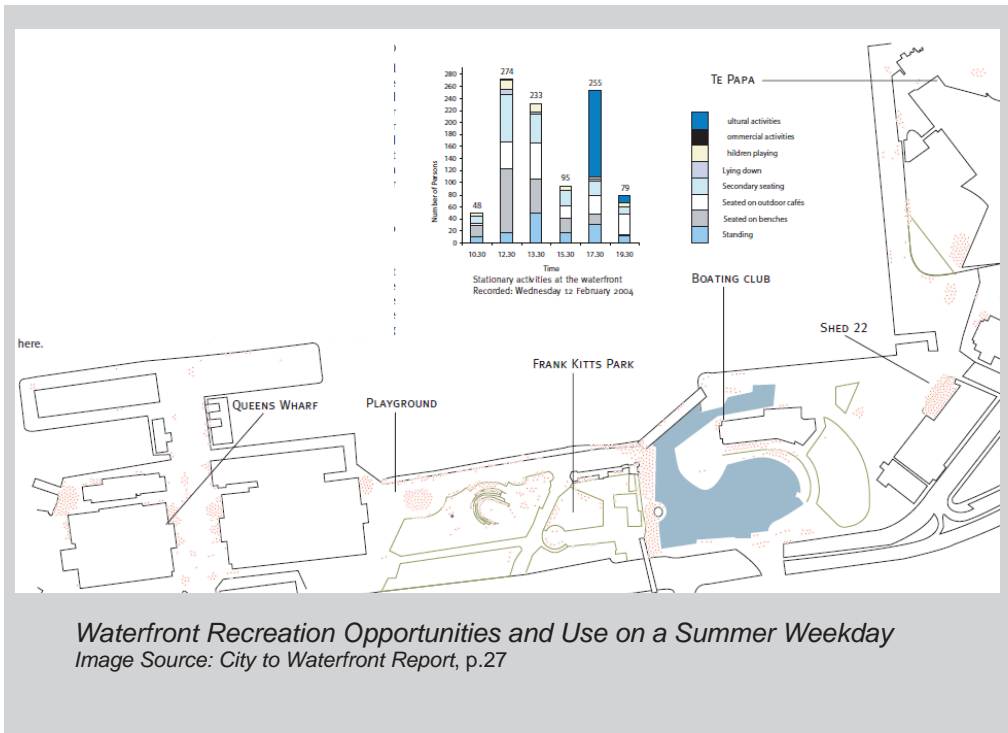 TE PAPA
280
260
240
220
200
180
160
140
120
100
80
60
40
20
0
Number of Persons
48
274
233
95
255
79
10.30 12.30 13.30 15.30 17.30 19.30
Time
Stationary activities at the waterfront
Recorded: Wednesday 12 February 2004
ultural activities
ommercial activities
hildren playing
Lying down
Secondary seating
Seated on outdoor cafés
Seated on benches
Standing
BOATING CLUB
SHED 22
here.
FRANK KITTS PARK
QUEENS WHARF
PLAYGROUND
Waterfront Recreation Opportunities and Use on a Summer Weekday
Image Source: City to Waterfront Report, p.27